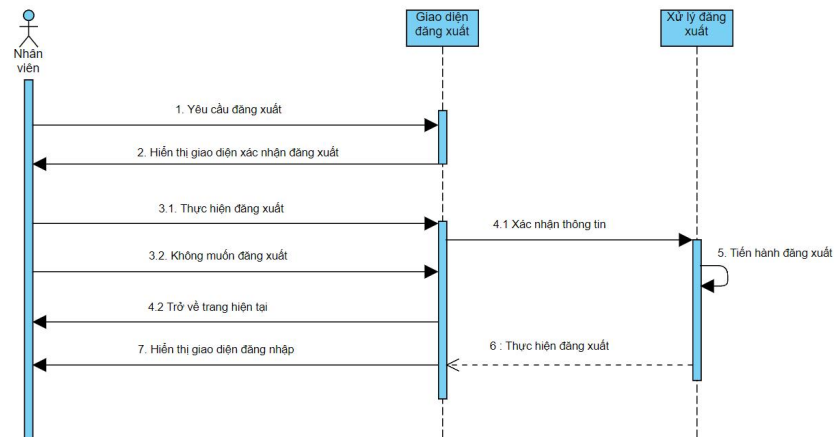 Giao diện
đăng xuất
Xử lý đăng
xuất
Nhân
viên
1. Yêu cầu đăng xuất
2. Hiển thị giao diện xác nhận đăng xuất
3.1. Thực hiện đăng xuất
4.1 Xác nhận thông tin
3.2. Không muốn đăng xuất
5. Tiến hành đăng xuất
4.2 Trở về trang hiện tại
7. Hiển thị giao diện đăng nhập
6 : Thực hiện đăng xuất